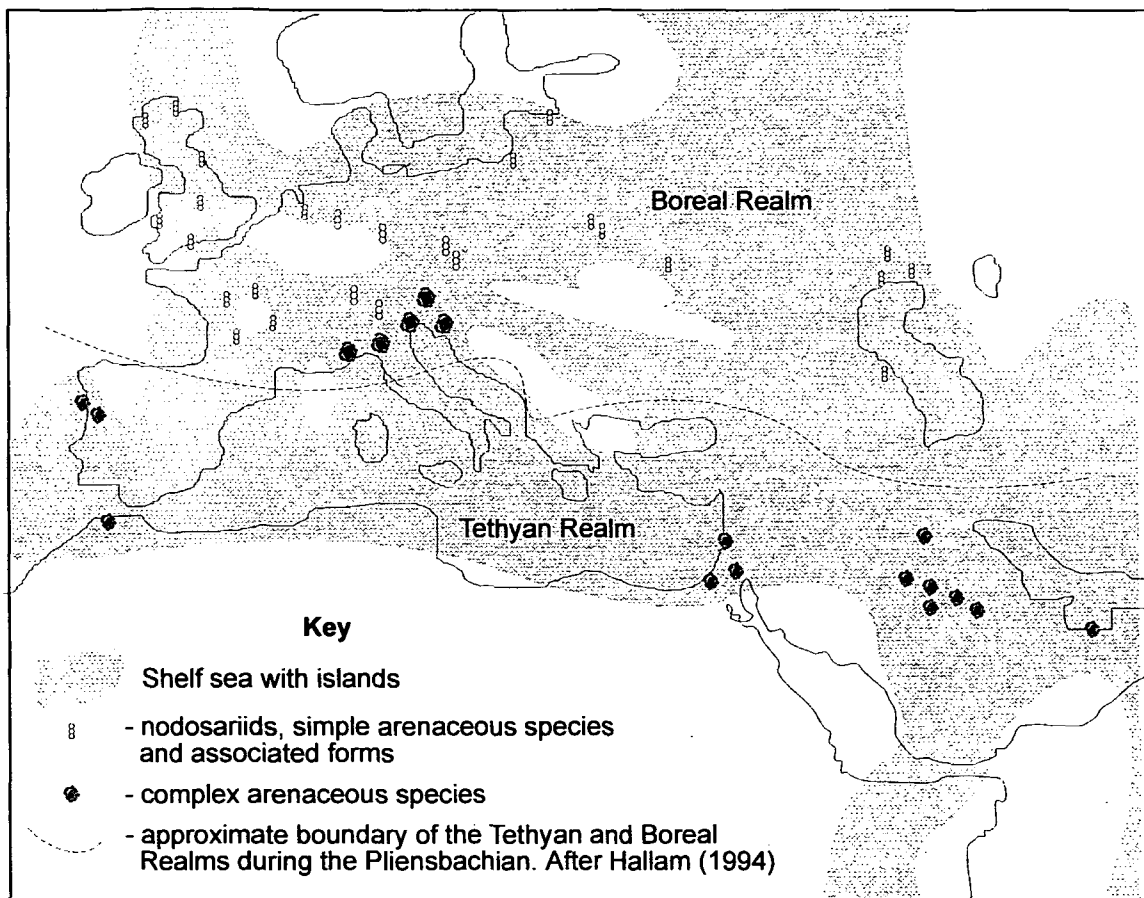 Boreal Realm
Tethyan Realm
Key
Shelf sea with islands
- nodosariids, simple arenaceous species
and associated forms
- complex arenaceous species
- approximate boundary of the Tethyan and Boreal
Realms during the Pliensbachian. After Hallam (1994)